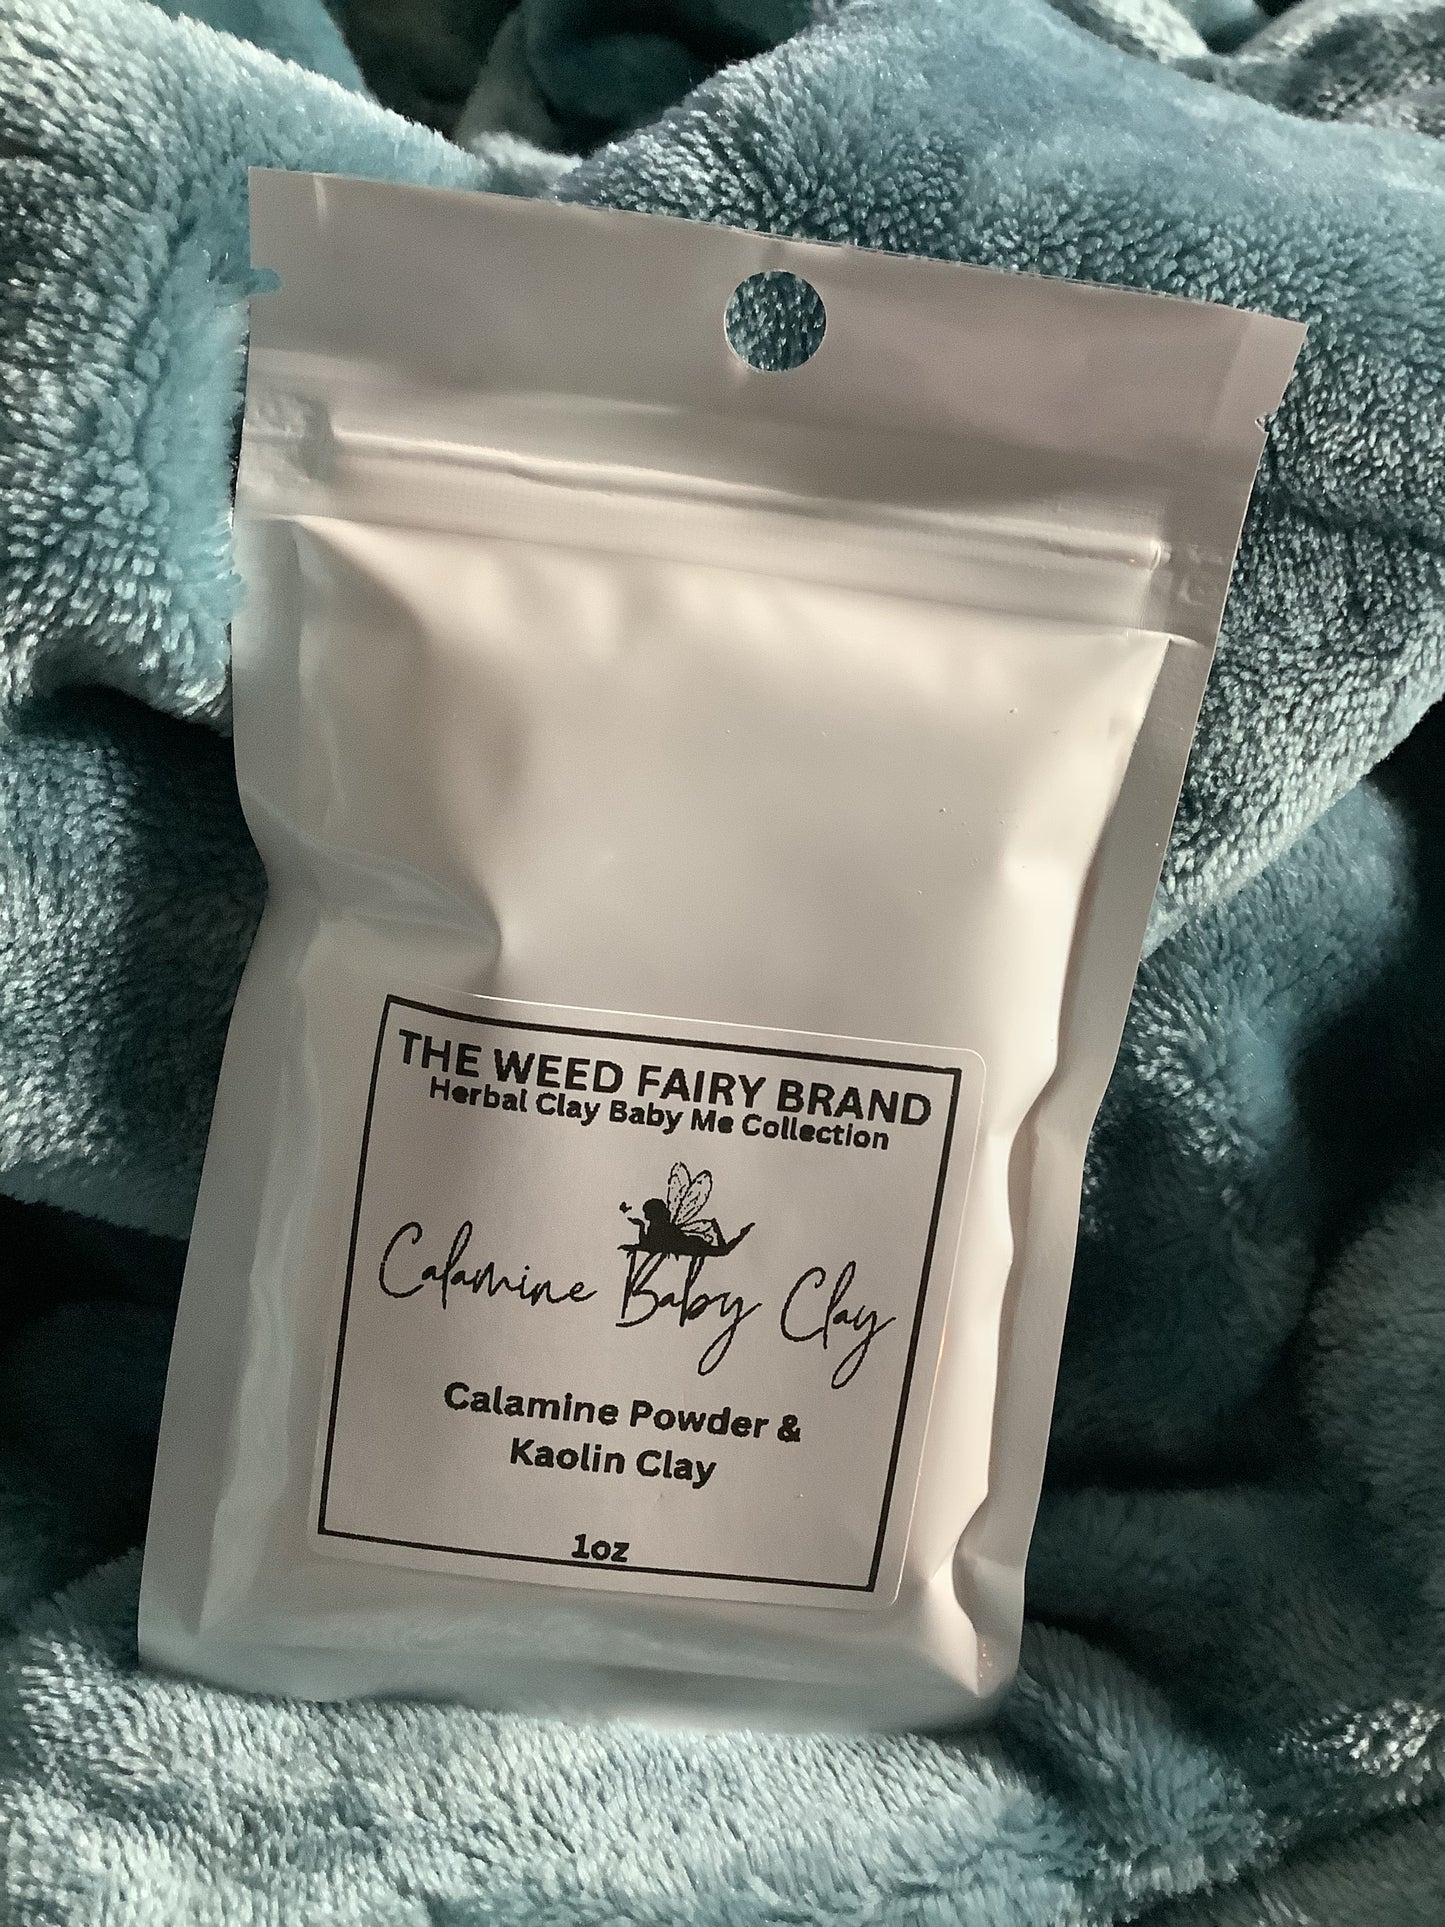 THE WEED FAIRY BRAND
Herbal Clay Baby Me Collection
Calamine Baby Clay
Calamine Powder &
Kaolin Clay
1oz